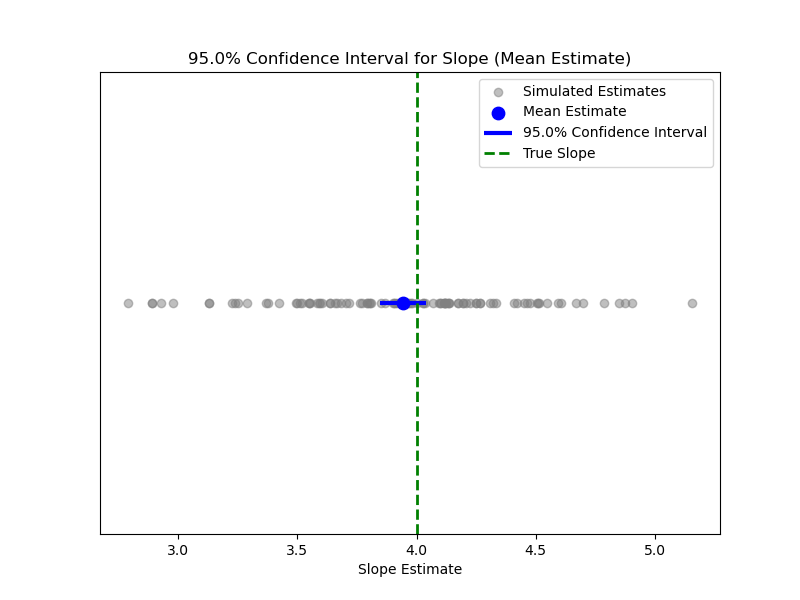 95.0% Confidence Interval for Slope (Mean Estimate)
Simulated Estimates
Mean Estimate
95.0% Confidence Interval
True Slope
3.0 3.5 4.0 4.5 5.0
Slope Estimate